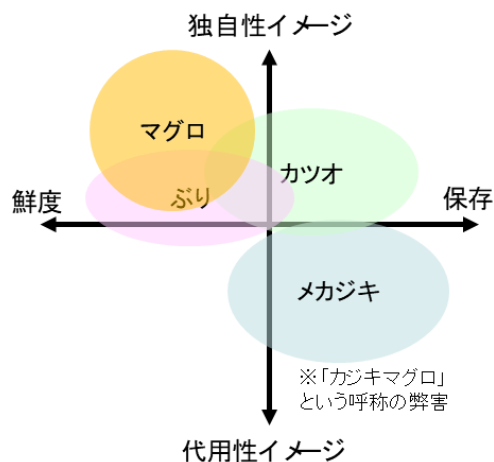 独自性イメージ
マグロ
カツオ
ぶり
鮮度
保存
メカジキ
※「カジキマグロ」
という呼称の弊害
代用性イメージ